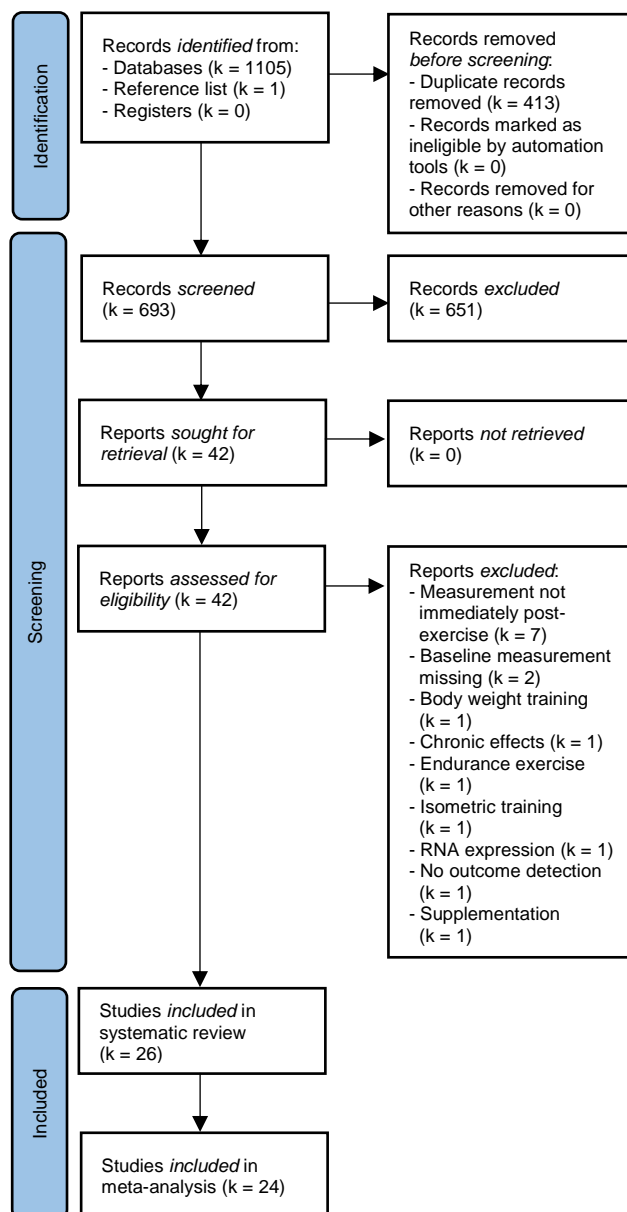 Identification
Records identified from:
- Databases (k = 1105)
- Reference list (k = 1)
- Registers (k = 0)
Records removed
before screening:
- Duplicate records
removed (k = 413)
- Records marked as
ineligible by automation
tools (k = 0)
- Records removed for
other reasons (k = 0)
Screening
Records screened
(k = 693)
Records excluded
(k = 651)
Reports sought for
retrieval (k = 42)
Reports not retrieved
(k = 0)
Reports assessed for
eligibility (k = 42)
Reports excluded:
- Measurement not
immediately post-
exercise (k = 7)
- Baseline measurement
missing (k = 2)
- Body weight training
(k = 1)
- Chronic effects (k = 1)
- Endurance exercise
(k = 1)
- Isometric training
(k = 1)
- RNA expression (k = 1)
- No outcome detection
(k = 1)
- Supplementation
(k = 1)
Included
Studies included in
systematic review
(k = 26)
Studies included in
meta-analysis (k = 24)